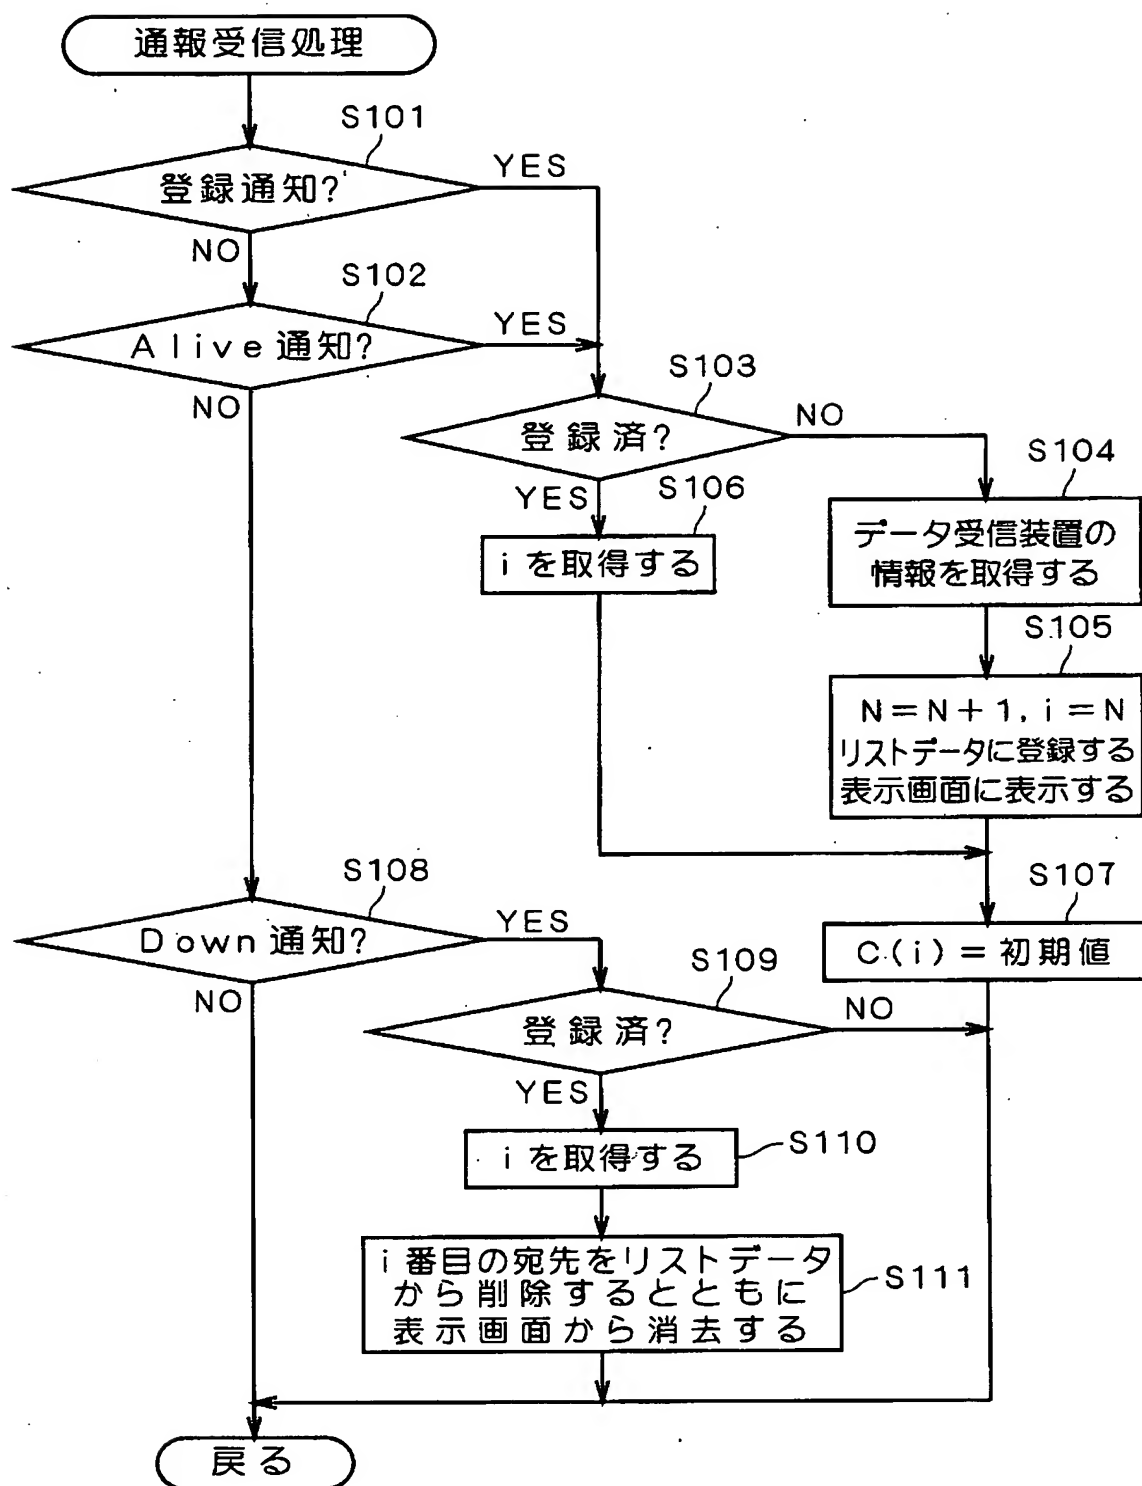 通報受信処理
S101
登録通知?
YES
NO
S102
Alive通知?
YES
NO
S103
登録済?
NO
YES
S104
データ受信装置の
情報を取得する
S106
iを取得する
S105
N=N+1, i=N
リストデータに登録する
表示画面に表示する
S107
C(i)=初期値
S108
Down通知?
YES
NO
S109
登録済?
NO
YES
S110
iを取得する
S111
i番目の宛先をリストデータ
から削除するとともに
表示画面から消去する
戻る